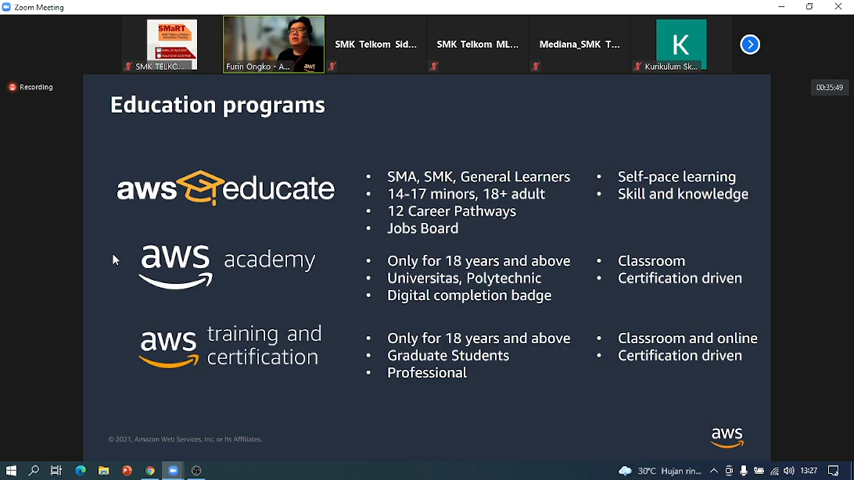 Zoom Meeting
SMaRT
SMK TELKO...
Furin Ongko - A...
aws
SMK Telkom Sid...
SMK Telkom ML...
Mediana_SMK T...
K
Kurikulum Sk...
Recording
00:35:49
Education programs
aws educate
• SMA, SMK, General Learners
• 14-17 minors, 18+ adult
• 12 Career Pathways
• Jobs Board
• Self-pace learning
• Skill and knowledge
aws academy
• Only for 18 years and above
• Universitas, Polytechnic
• Digital completion badge
• Classroom
• Certification driven
aws training and
certification
• Only for 18 years and above
• Graduate Students
• Professional
• Classroom and online
• Certification driven
© 2021, Amazon Web Services, Inc. or its Affiliates.
aws
30°C Hujan rin...
13:27